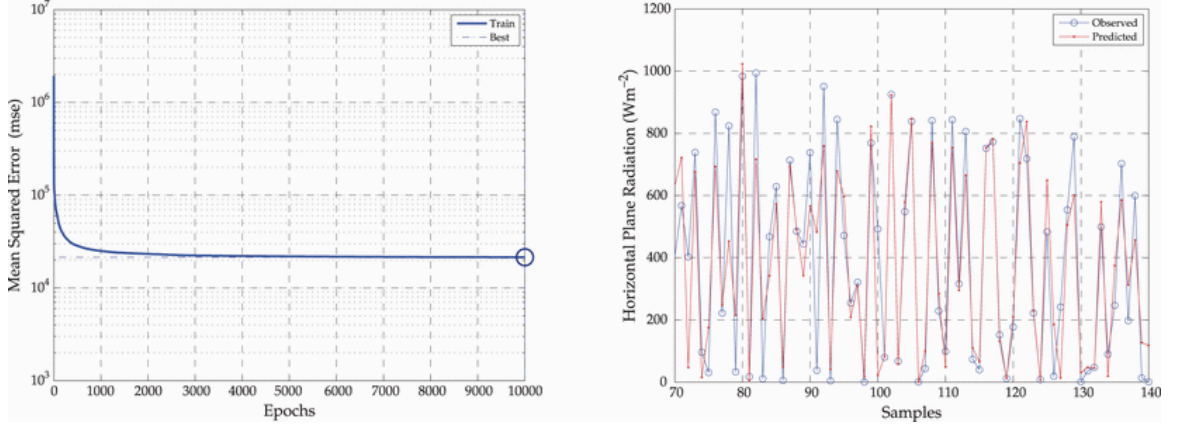 10^7
10^6
10^5
10^4
10^3
Mean Squared Error (mse)
0 1000 2000 3000 4000 5000 6000 7000 8000 9000 10000
Epochs
Train
Best
1200
1000
800
600
400
200
0
Horizontal Plane Radiation (Wm⁻²)
70 80 90 100 110 120 130 140
Samples
Observed
Predicted